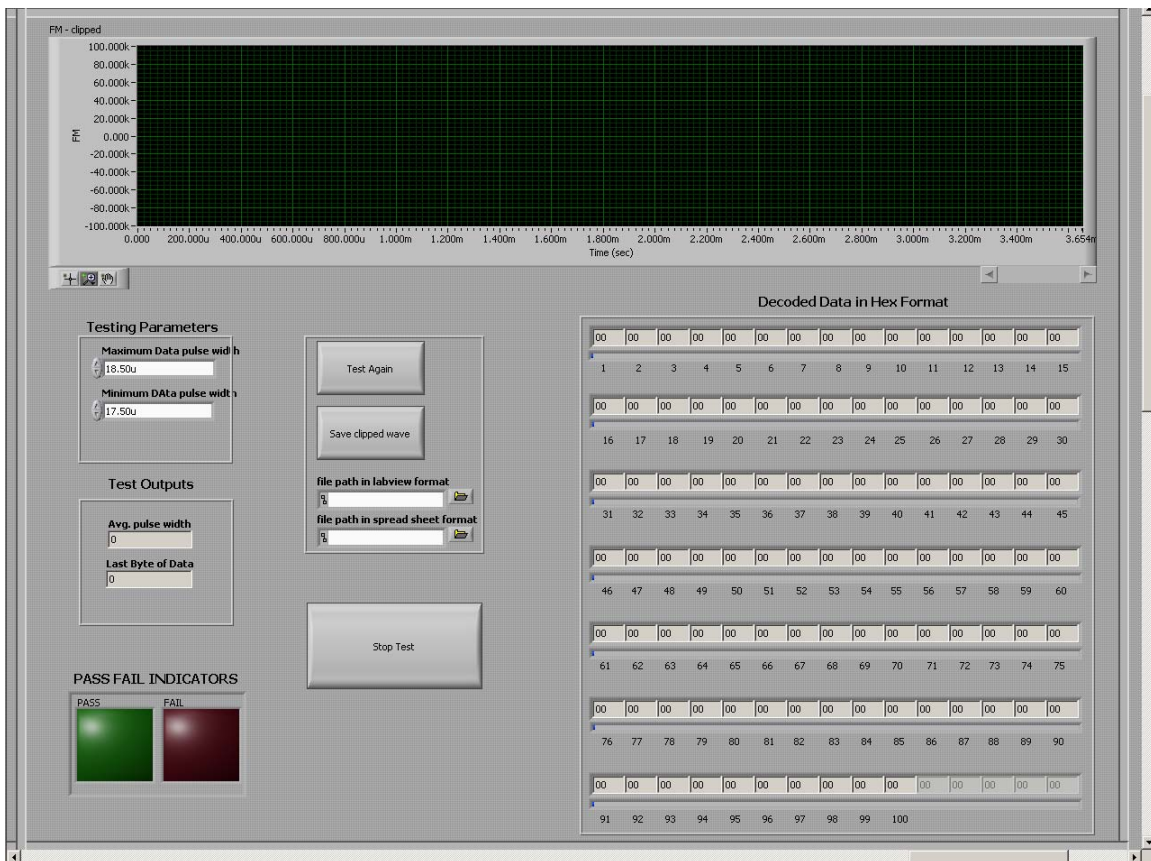 FM - clipped
100.000k
80.000k
60.000k
40.000k
20.000k
0.000
-20.000k
-40.000k
-60.000k
-80.000k
-100.000k
FM
0.000 200.000u 400.000u 600.000u 800.000u 1.000m 1.200m 1.400m 1.600m 1.800m 2.000m 2.200m 2.400m 2.600m 2.800m 3.000m 3.200m 3.400m 3.654m
Time (sec)
Testing Parameters
Maximum Data pulse width
18.50u
Minimum DAta pulse width
17.50u
Test Outputs
Avg. pulse width
0
Last Byte of Data
0
PASS FAIL INDICATORS
PASS FAIL
Test Again
Save clipped wave
file path in labview format
file path in spread sheet format
Stop Test
Decoded Data in Hex Format
00 00 00 00 00 00 00 00 00 00 00 00 00 00 00
1 2 3 4 5 6 7 8 9 10 11 12 13 14 15
00 00 00 00 00 00 00 00 00 00 00 00 00 00 00
16 17 18 19 20 21 22 23 24 25 26 27 28 29 30
00 00 00 00 00 00 00 00 00 00 00 00 00 00 00
31 32 33 34 35 36 37 38 39 40 41 42 43 44 45
00 00 00 00 00 00 00 00 00 00 00 00 00 00 00
46 47 48 49 50 51 52 53 54 55 56 57 58 59 60
00 00 00 00 00 00 00 00 00 00 00 00 00 00 00
61 62 63 64 65 66 67 68 69 70 71 72 73 74 75
00 00 00 00 00 00 00 00 00 00 00 00 00 00 00
76 77 78 79 80 81 82 83 84 85 86 87 88 89 90
00 00 00 00 00 00 00 00 00 00 00 00 00 00 00
91 92 93 94 95 96 97 98 99 100